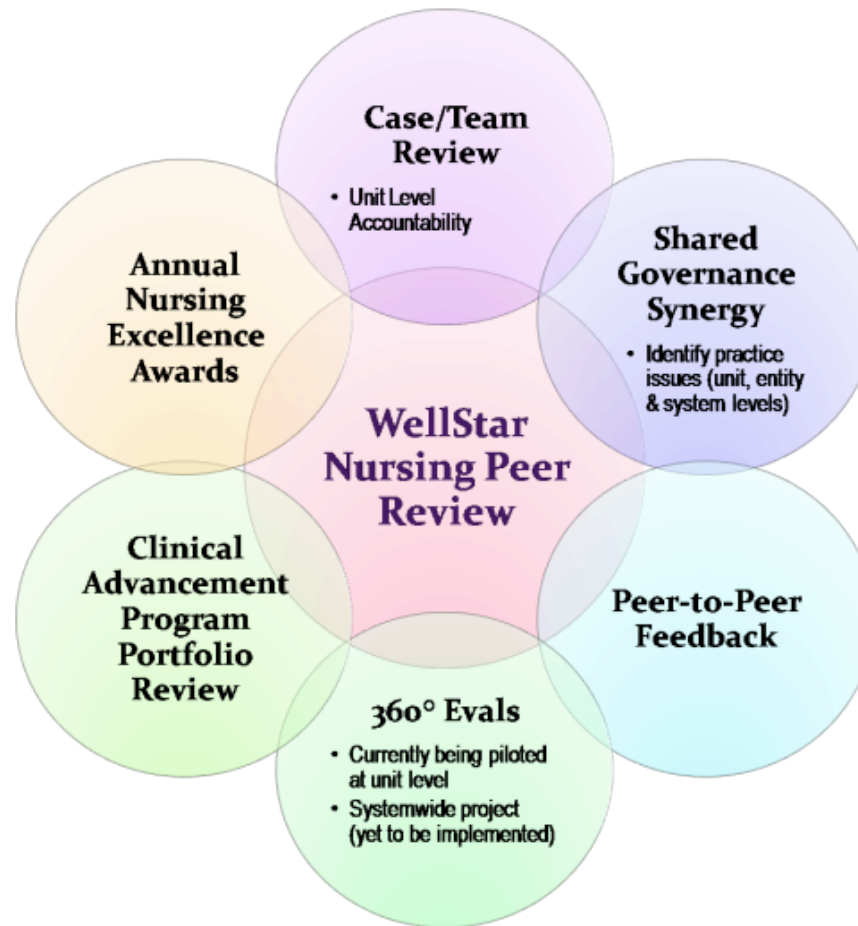 Case/Team
Review
• Unit Level
Accountability
Shared
Governance
Synergy
• Identify practice
issues (unit, entity
& system levels)
Annual
Nursing
Excellence
Awards
WellStar
Nursing Peer
Review
Clinical
Advancement
Program
Portfolio
Review
Peer-to-Peer
Feedback
360° Evals
• Currently being piloted
at unit level
• Systemwide project
(yet to be implemented)